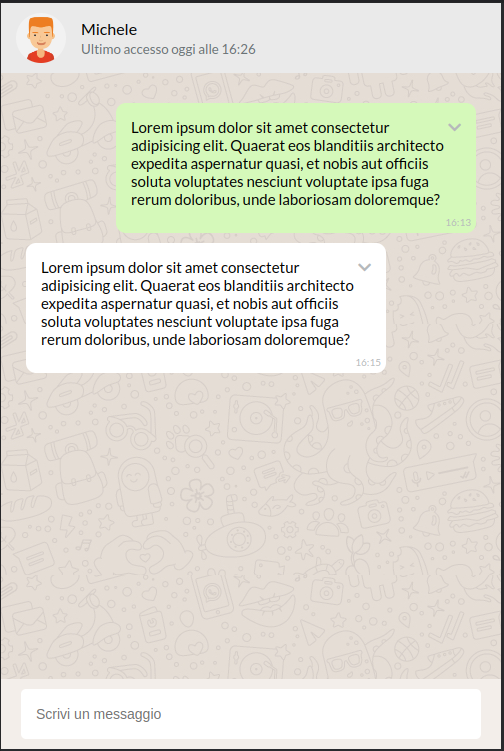 Michele
Ultimo accesso oggi alle 16:26
Lorem ipsum dolor sit amet consectetur
adipisicing elit. Quaerat eos blanditiis architecto
expedita aspernatur quasi, et nobis aut officiis
soluta voluptates nesciunt voluptate ipsa fuga
rerum doloribus, unde laboriosam doloremque?
16:13
Lorem ipsum dolor sit amet consectetur
adipisicing elit. Quaerat eos blanditiis architecto
expedita aspernatur quasi, et nobis aut officiis
soluta voluptates nesciunt voluptate ipsa fuga
rerum doloribus, unde laboriosam doloremque?
16:15
Scrivi un messaggio